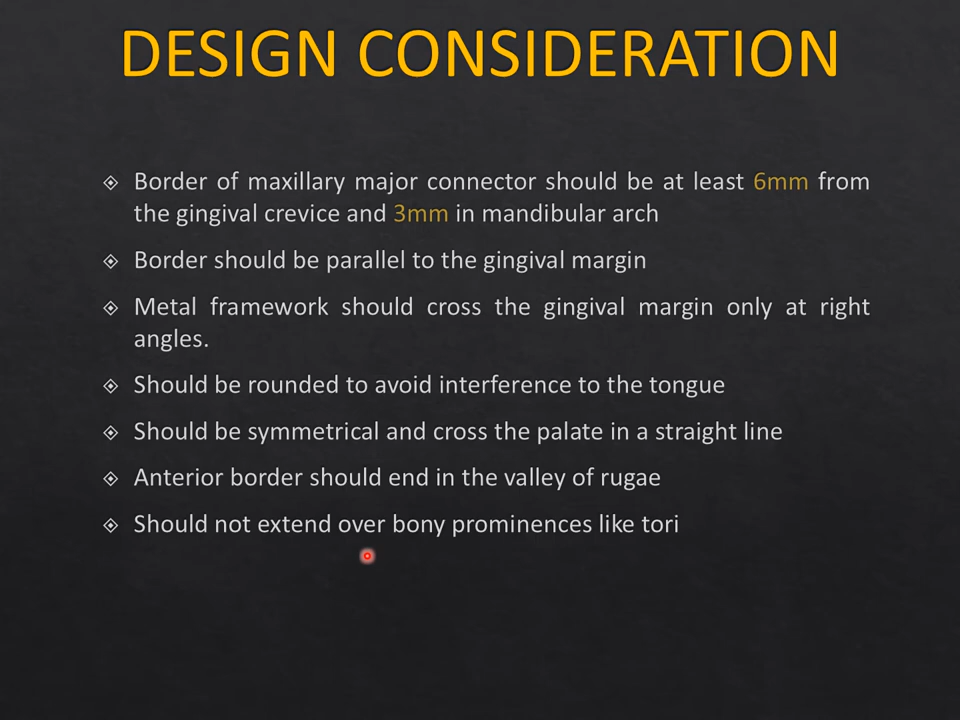 DESIGN CONSIDERATION
Border of maxillary major connector should be at least 6mm from
the gingival crevice and 3mm in mandibular arch
Border should be parallel to the gingival margin
Metal framework should cross the gingival margin only at right
angles.
Should be rounded to avoid interference to the tongue
Should be symmetrical and cross the palate in a straight line
Anterior border should end in the valley of rugae
Should not extend over bony prominences like tori